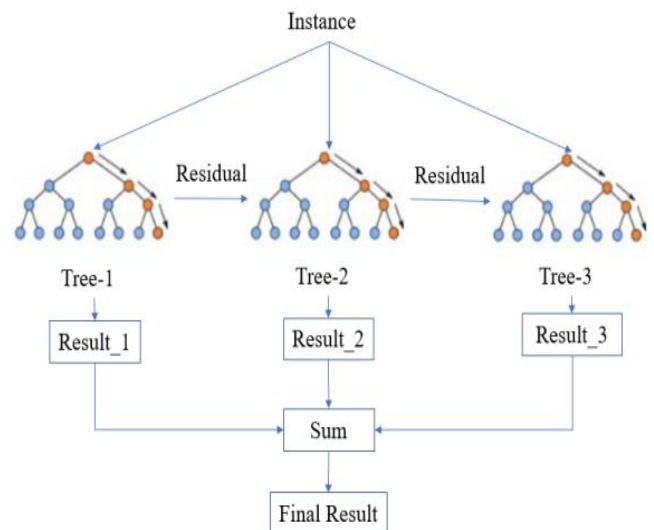 Instance
Residual
Residual
Tree-1
Tree-2
Tree-3
Result_1
Result_2
Result_3
Sum
Final Result